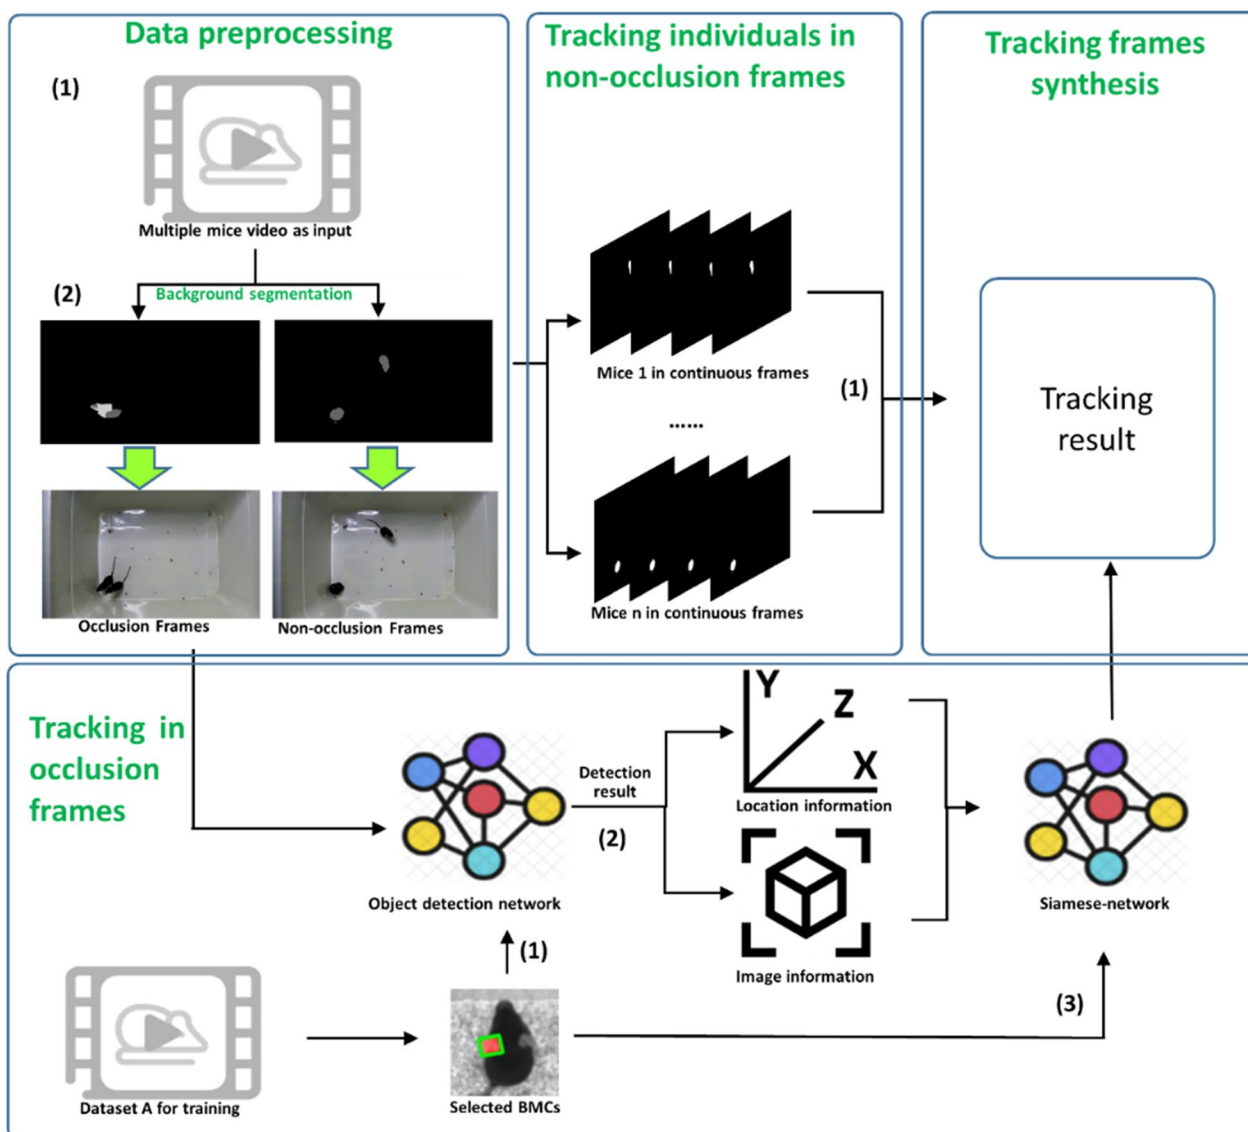 Data preprocessing
(1)
Multiple mice video as input
(2)
Background segmentation
Occlusion Frames
Non-occlusion Frames
Tracking individuals in
non-occlusion frames
Mice 1 in continuous frames
(1)
......
Mice n in continuous frames
Tracking frames
synthesis
Tracking
result
Tracking in
occlusion
frames
Object detection network
Detection
result
(2)
Y
Z
X
Location information
Image information
Siamese-network
(1)
(3)
Dataset A for training
Selected BMCs